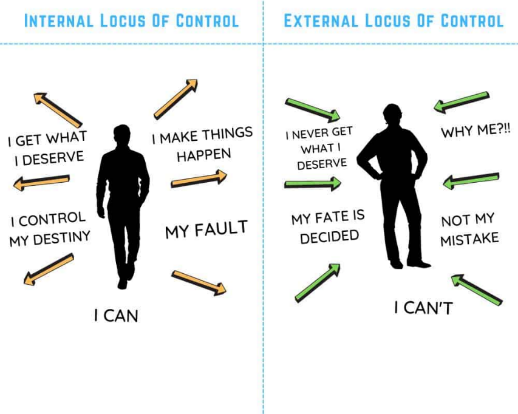 INTERNAL LOCUS OF CONTROL
I GET WHAT
I DESERVE
I MAKE THINGS
HAPPEN
I CONTROL
MY DESTINY
MY FAULT
I CAN
EXTERNAL LOCUS OF CONTROL
I NEVER GET
WHAT I
DESERVE
WHY ME?!!
MY FATE IS
DECIDED
NOT MY
MISTAKE
I CAN'T